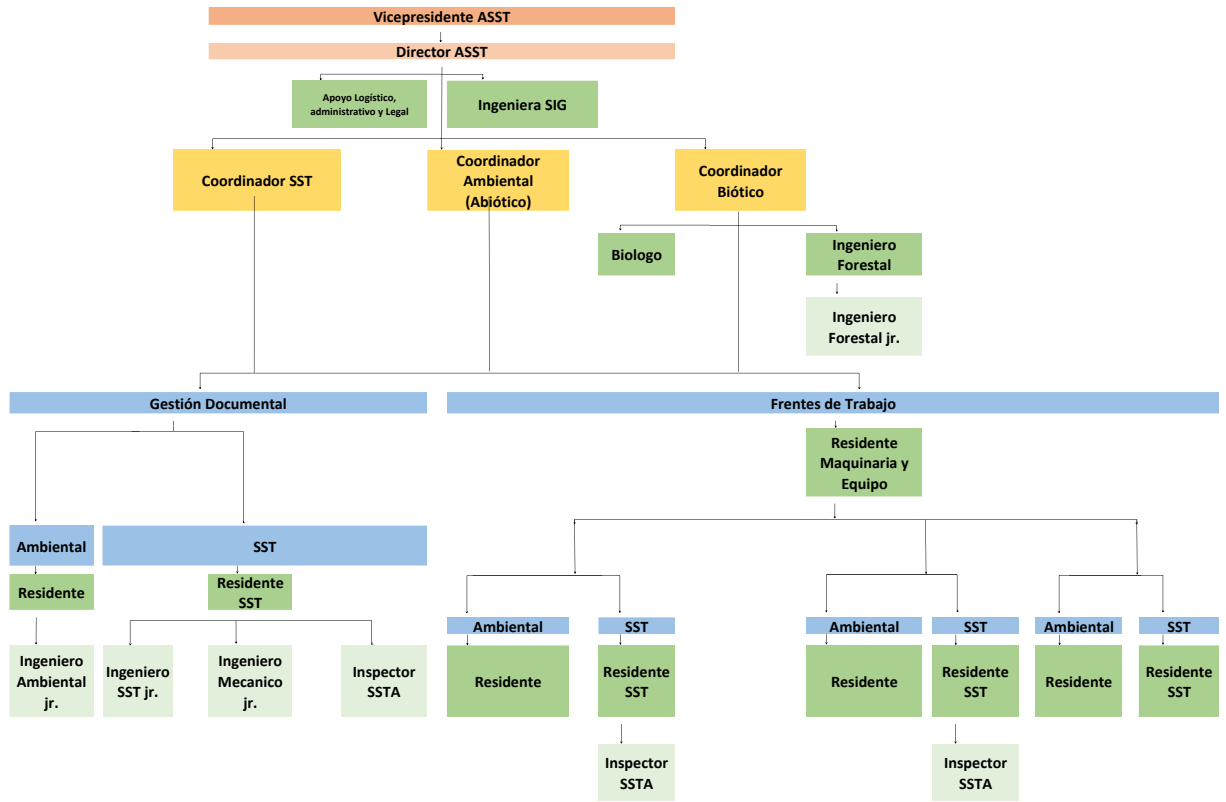 Vicepresidente ASST
Director ASST
Apoyo Logístico,
administrativo y Legal
Ingeniera SIG
Coordinador SST
Coordinador
Ambiental
(Abiótico)
Coordinador
Biótico
Biologo
Ingeniero
Forestal
Ingeniero
Forestal jr.
Gestión Documental
Frentes de Trabajo
Residente
Maquinaria y
Equipo
Ambiental
SST
Residente
Residente
SST
Ingeniero
Ambiental
jr.
Ingeniero
SST jr.
Ingeniero
Mecanico
jr.
Inspector
SSTA
Ambiental
SST
Ambiental
SST
Ambiental
SST
Residente
Residente
SST
Residente
Residente
SST
Residente
Residente
SST
Inspector
SSTA
Inspector
SSTA